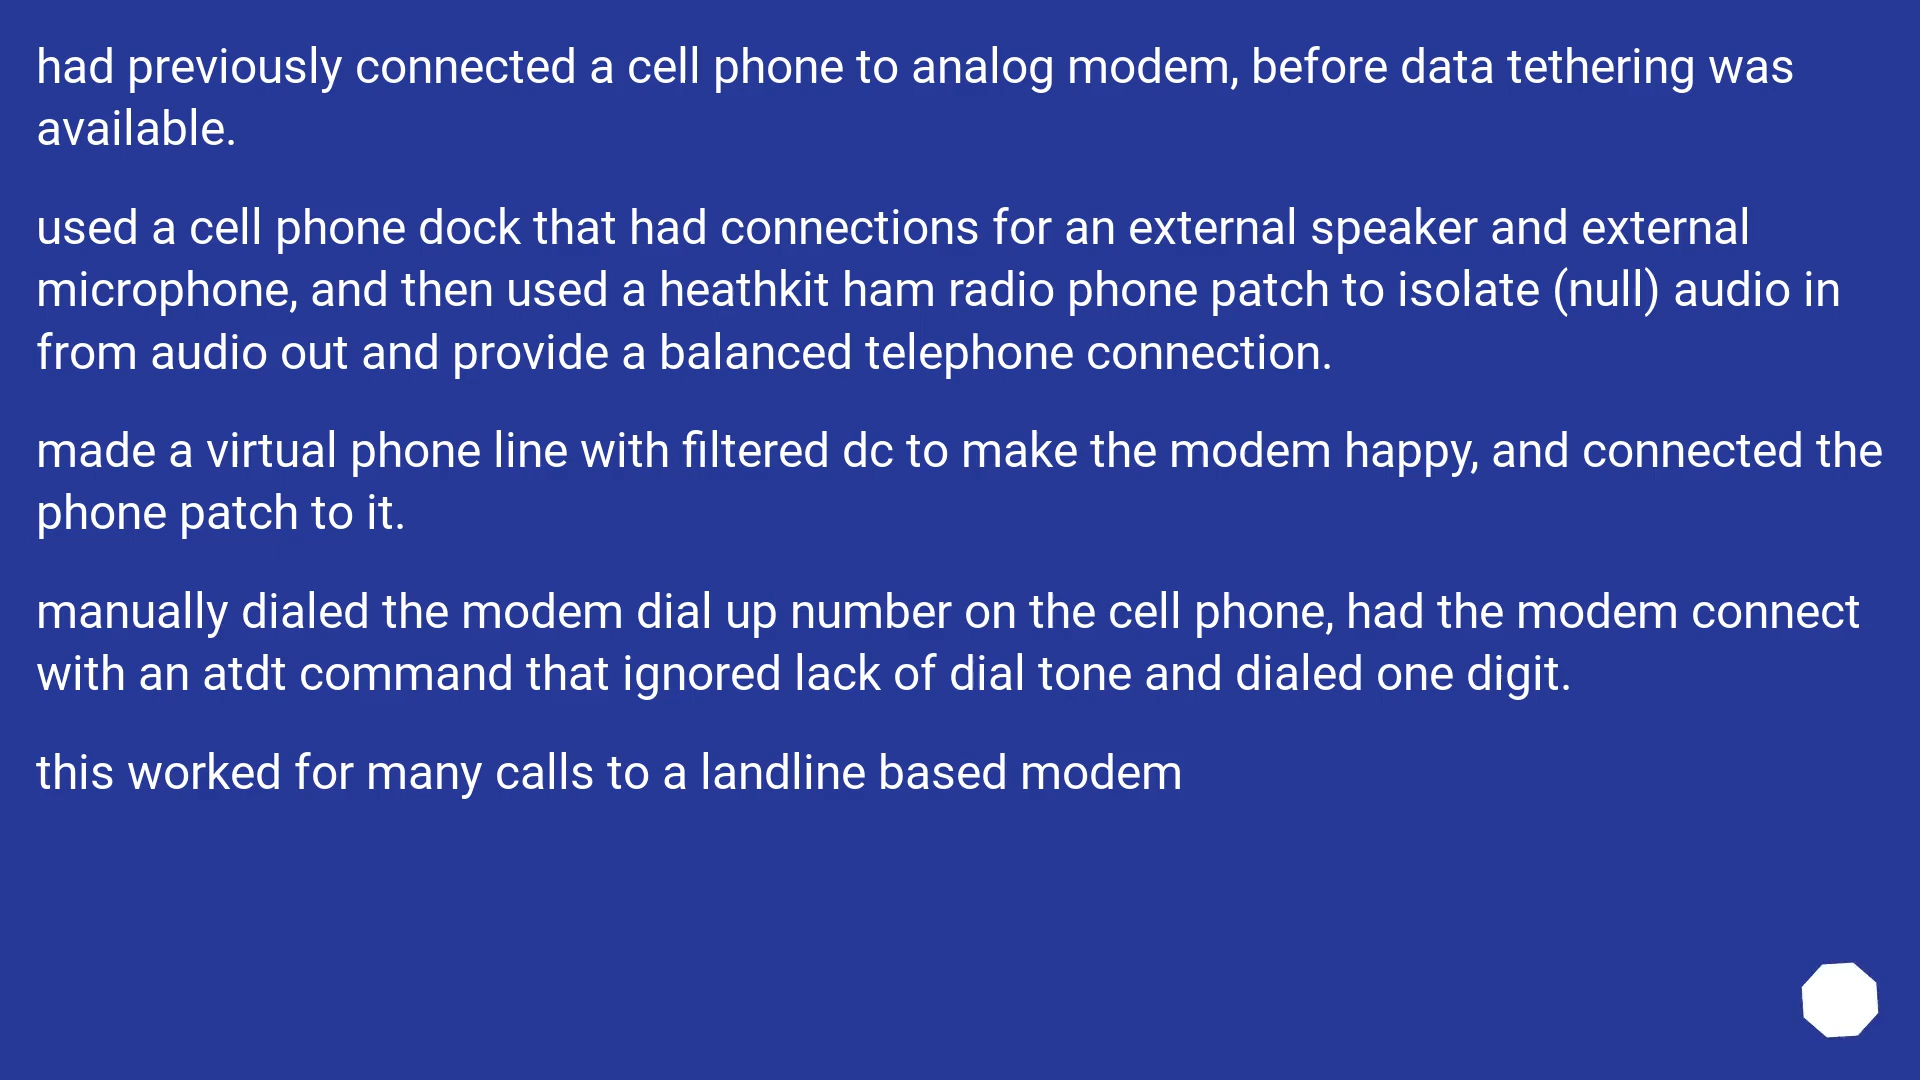 had previously connected a cell phone to analog modem, before data tethering was
available.
used a cell phone dock that had connections for an external speaker and external
microphone, and then used a heathkit ham radio phone patch to isolate (null) audio in
from audio out and provide a balanced telephone connection.
made a virtual phone line with filtered dc to make the modem happy, and connected the
phone patch to it.
manually dialed the modem dial up number on the cell phone, had the modem connect
with an atdt command that ignored lack of dial tone and dialed one digit.
this worked for many calls to a landline based modem